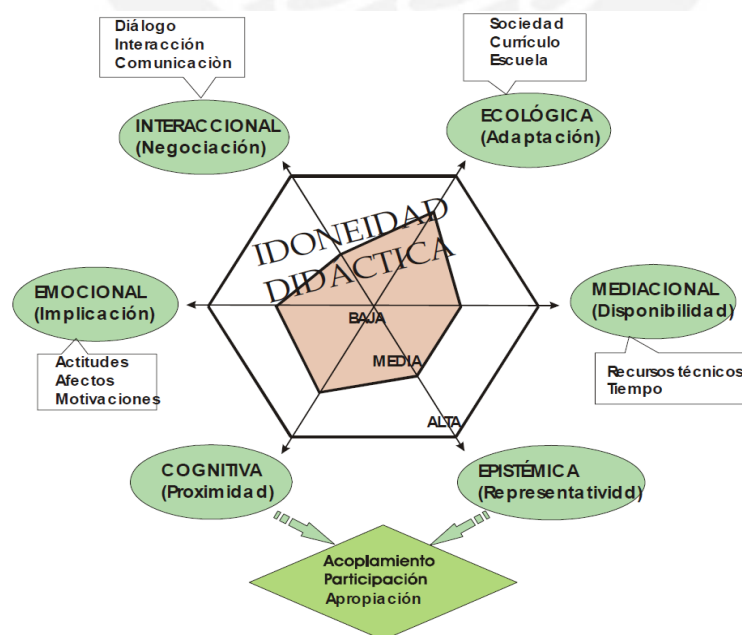 Diálogo
Interacción
Comunicaciòn
Sociedad
Currículo
Escuela
INTERACCIONAL
(Negociación)
ECOLÓGICA
(Adaptación)
IDONEIDAD
DIDACTICA
EMOCIONAL
(Implicación)
MEDIACIONAL
(Disponibilidad)
BAJA
MEDIA
ALTA
Actitudes
Afectos
Motivaciones
Recursos técnicos
Tiempo
COGNITIVA
(Proximidad)
EPISTÉMICA
(Representatividd)
Acoplamiento
Participación
Apropiación